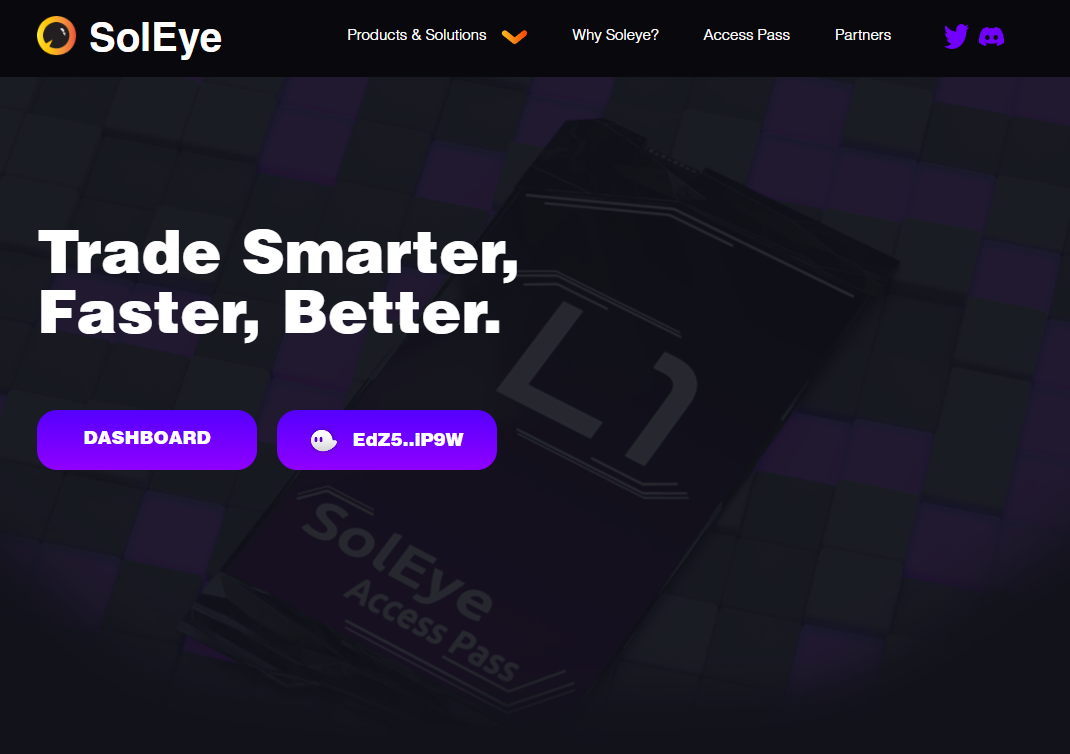 SolEye
Products & Solutions
Why Soleye?
Access Pass
Partners
Trade Smarter,
Faster, Better.
DASHBOARD
EdZ5..iP9W
L1
SolEye
Access Pass